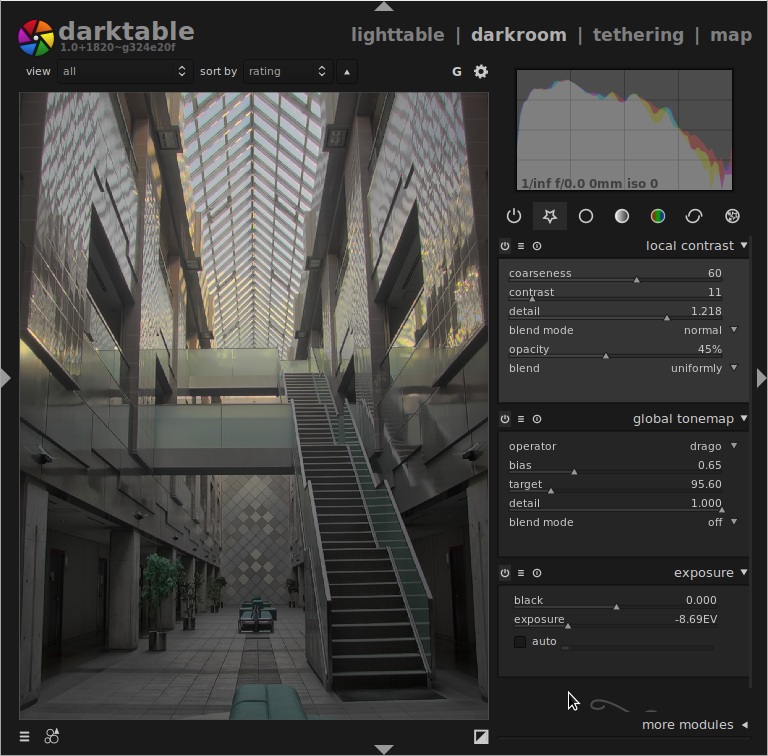 darktable
1.0+1820~g324e20f
lighttable | darkroom | tethering | map
view all sort by rating G
1/inf f/0.0 0mm iso 0
local contrast
coarseness 60
contrast 11
detail 1.218
blend mode normal
opacity 45%
blend uniformly
global tonemap
operator drago
bias 0.65
target 95.60
detail 1.000
blend mode off
exposure
black 0.000
exposure -8.69EV
auto
more modules